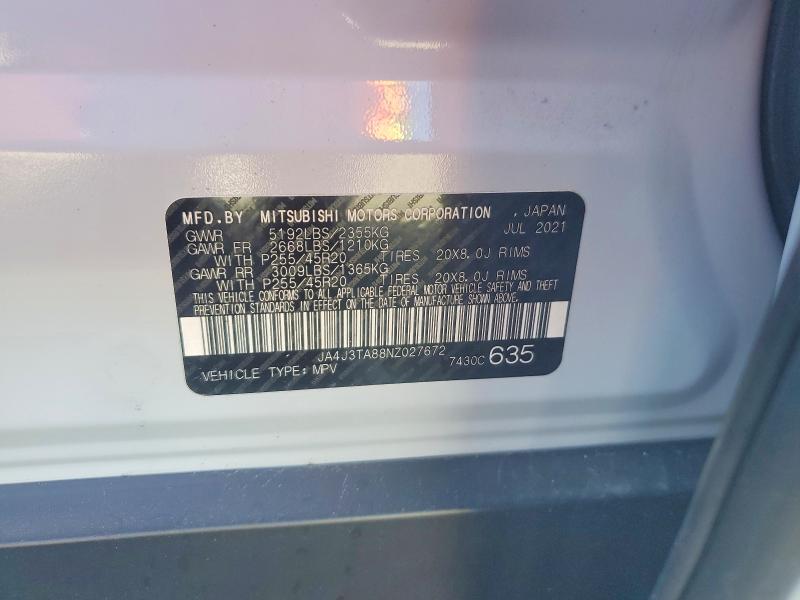 MFD.BY MITSUBISHI MOTORS CORPORATION , JAPAN
GVWR 5192LBS/2355KG JUL 2021
GAWR FR 2668LBS/1210KG
WITH P255/45R20 TIRES 20X8.0J RIMS
GAWR RR 3009LBS/1365KG
WITH P255/45R20 TIRES 20X8.0J RIMS
THIS VEHICLE CONFORMS TO ALL APPLICABLE FEDERAL MOTOR VEHICLE SAFETY AND THEFT
PREVENTION STANDARDS IN EFFECT ON THE DATE OF MANUFACTURE SHOWN ABOVE.
JA4J3TA88NZ027672
VEHICLE TYPE: MPV 7430C 635